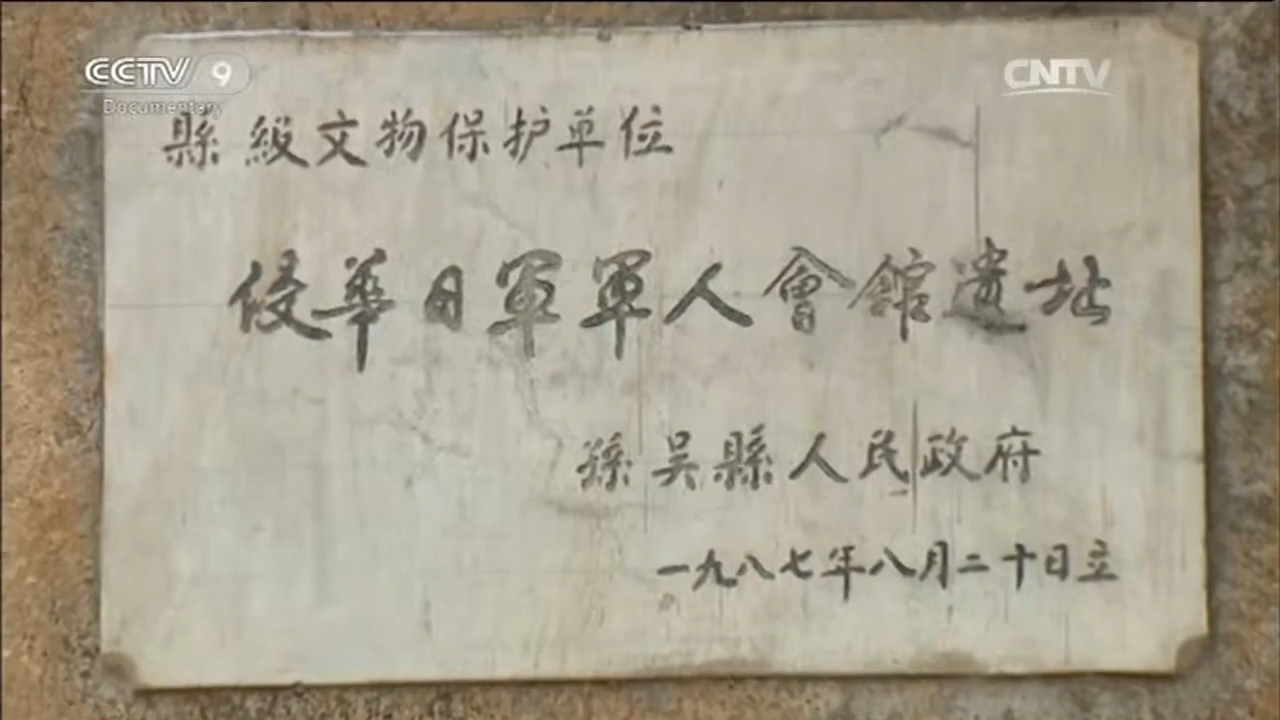 CCTV 9
CNTV
Documentary
縣級文物保护单位
侵華日軍軍人會館遺址
孫吴縣人民政府
一九八七年八月二十日立